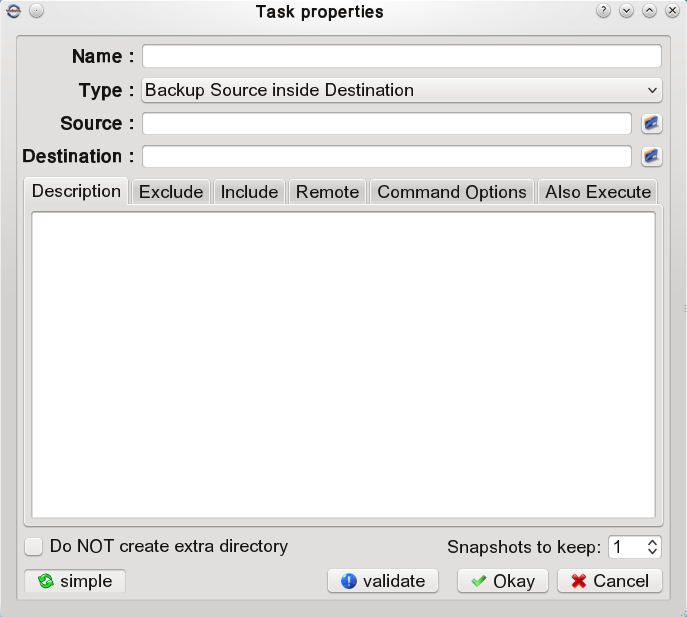 Task properties
Name :
Type : Backup Source inside Destination
Source :
Destination :
Description Exclude Include Remote Command Options Also Execute
Do NOT create extra directory Snapshots to keep: 1
simple validate Okay Cancel